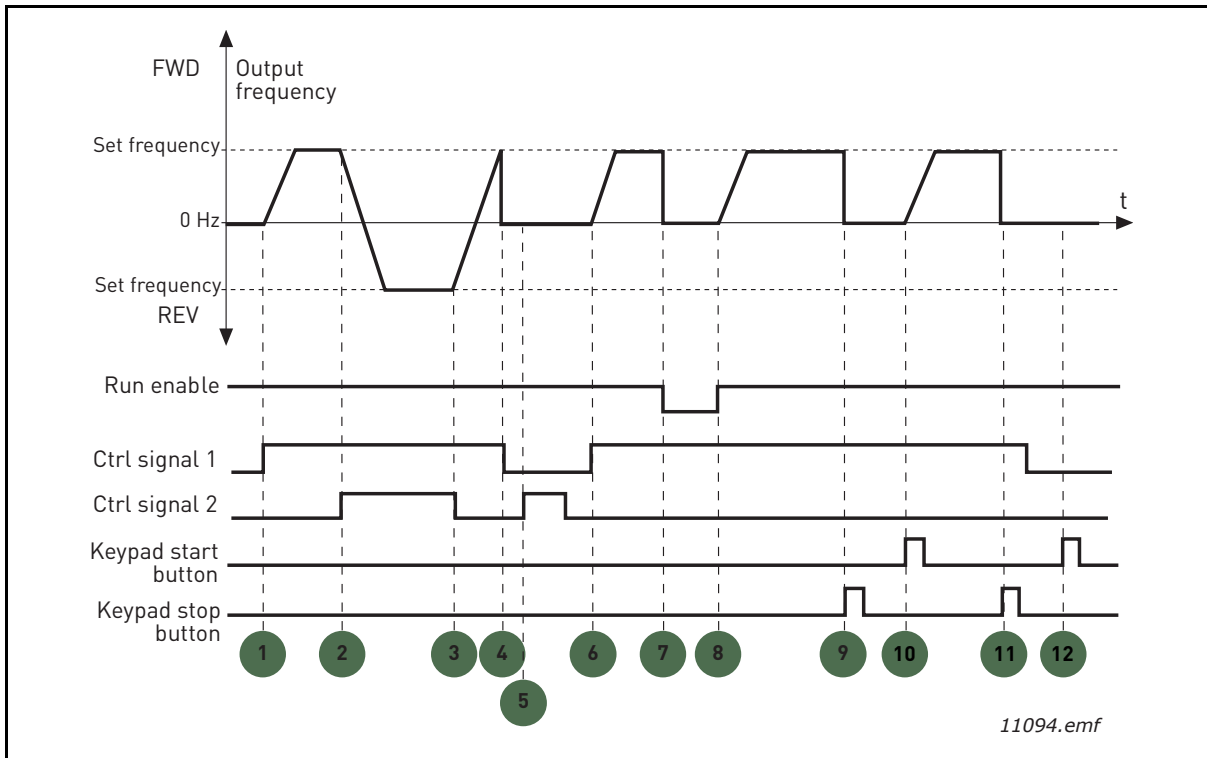 FWD
Output
frequency
Set frequency
t
0 Hz
Set frequency
REV
Run enable
Ctrl signal 1
Ctrl signal 2
Keypad start
button
Keypad stop
button
1
2
3
4
5
6
7
8
9
10
11
12
11094.emf